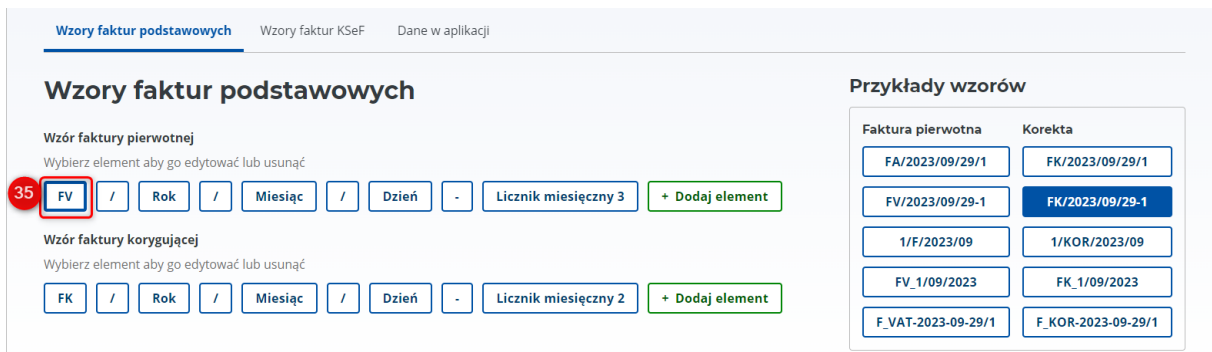 Wzory faktur podstawowych Wzory faktur KSeF Dane w aplikacji
Wzory faktur podstawowych
Wzór faktury pierwotnej
Wybierz element aby go edytować lub usunąć
35 FV / Rok / Miesiąc / Dzień - Licznik miesięczny 3 + Dodaj element
Wzór faktury korygującej
Wybierz element aby go edytować lub usunąć
FK / Rok / Miesiąc / Dzień - Licznik miesięczny 2 + Dodaj element
Przykłady wzorów
Faktura pierwotna Korekta
FA/2023/09/29/1 FK/2023/09/29/1
FV/2023/09/29-1 FK/2023/09/29-1
1/F/2023/09 1/KOR/2023/09
FV_1/09/2023 FK_1/09/2023
F_VAT-2023-09-29/1 F_KOR-2023-09-29/1